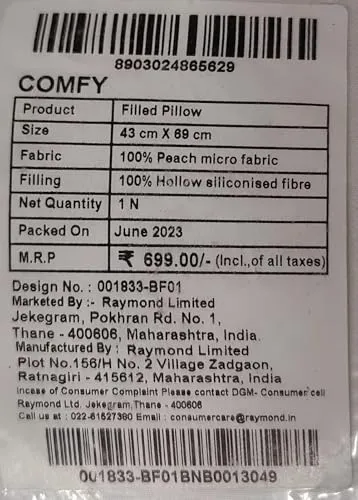 8903024865629
COMFY
Product Filled Pillow
Size 43 cm X 69 cm
Fabric 100% Peach micro fabric
Filling 100% Hollow siliconised fibre
Net Quantity 1 N
Packed On June 2023
M.R.P ₹ 699.00/- (Incl.,of all taxes)
Design No. : 001833-BF01
Marketed By :- Raymond Limited
Jekegram, Pokhran Rd. No. 1,
Thane - 400606, Maharashtra, India.
Manufactured By : Raymond Limited
Plot No.156/H No. 2 Village Zadgaon,
Ratnagiri - 415612, Maharashtra, India
Incase of Consumer Complaint Please contact DGM- Consumer cell
Raymond Ltd. Jekegram,Thane - 400606
Call us at : 022-61527380 Email : consumercare@raymond.in
001833-BF01BNB0013049